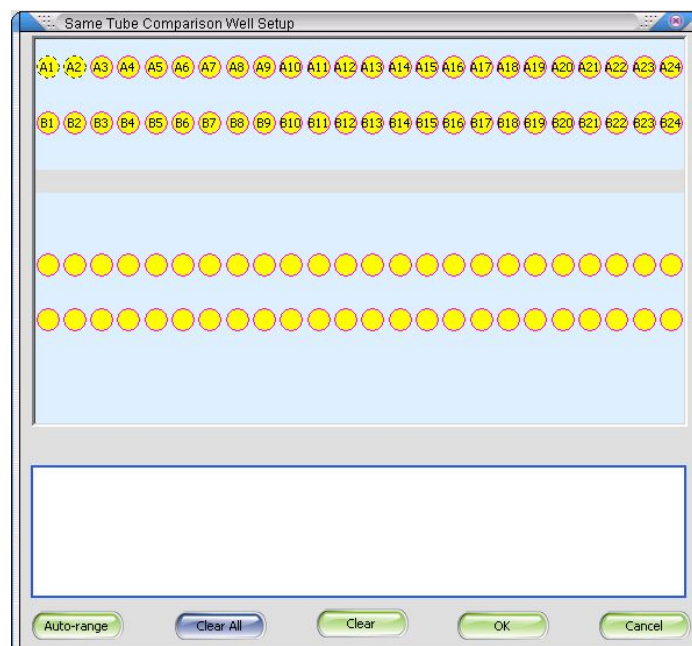 Same Tube Comparison Well Setup
A1 A2 A3 A4 A5 A6 A7 A8 A9 A10 A11 A12 A13 A14 A15 A16 A17 A18 A19 A20 A21 A22 A23 A24
B1 B2 B3 B4 B5 B6 B7 B8 B9 B10 B11 B12 B13 B14 B15 B16 B17 B18 B19 B20 B21 B22 B23 B24
Auto-range Clear All Clear OK Cancel